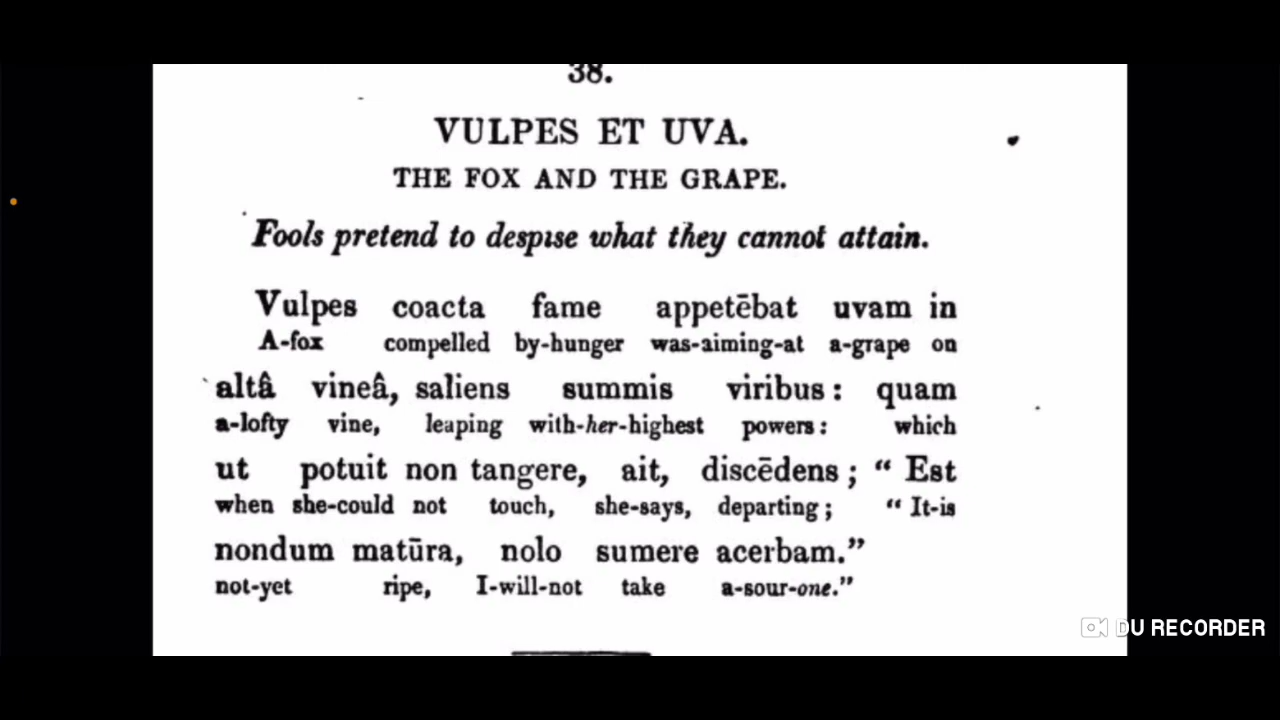 38.
VULPES ET UVA.
THE FOX AND THE GRAPE.
Fools pretend to despise what they cannot attain.
Vulpes coacta fame appetēbat uvam in
A-fox compelled by-hunger was-aiming-at a-grape on
altâ vineâ, saliens summis viribus: quam
a-lofty vine, leaping with-her-highest powers: which
ut potuit non tangere, ait, discēdens; “ Est
when she-could not touch, she-says, departing; “ It-is
nondum matūra, nolo sumere acerbam.”
not-yet ripe, I-will-not take a-sour-one.”
DU RECORDER